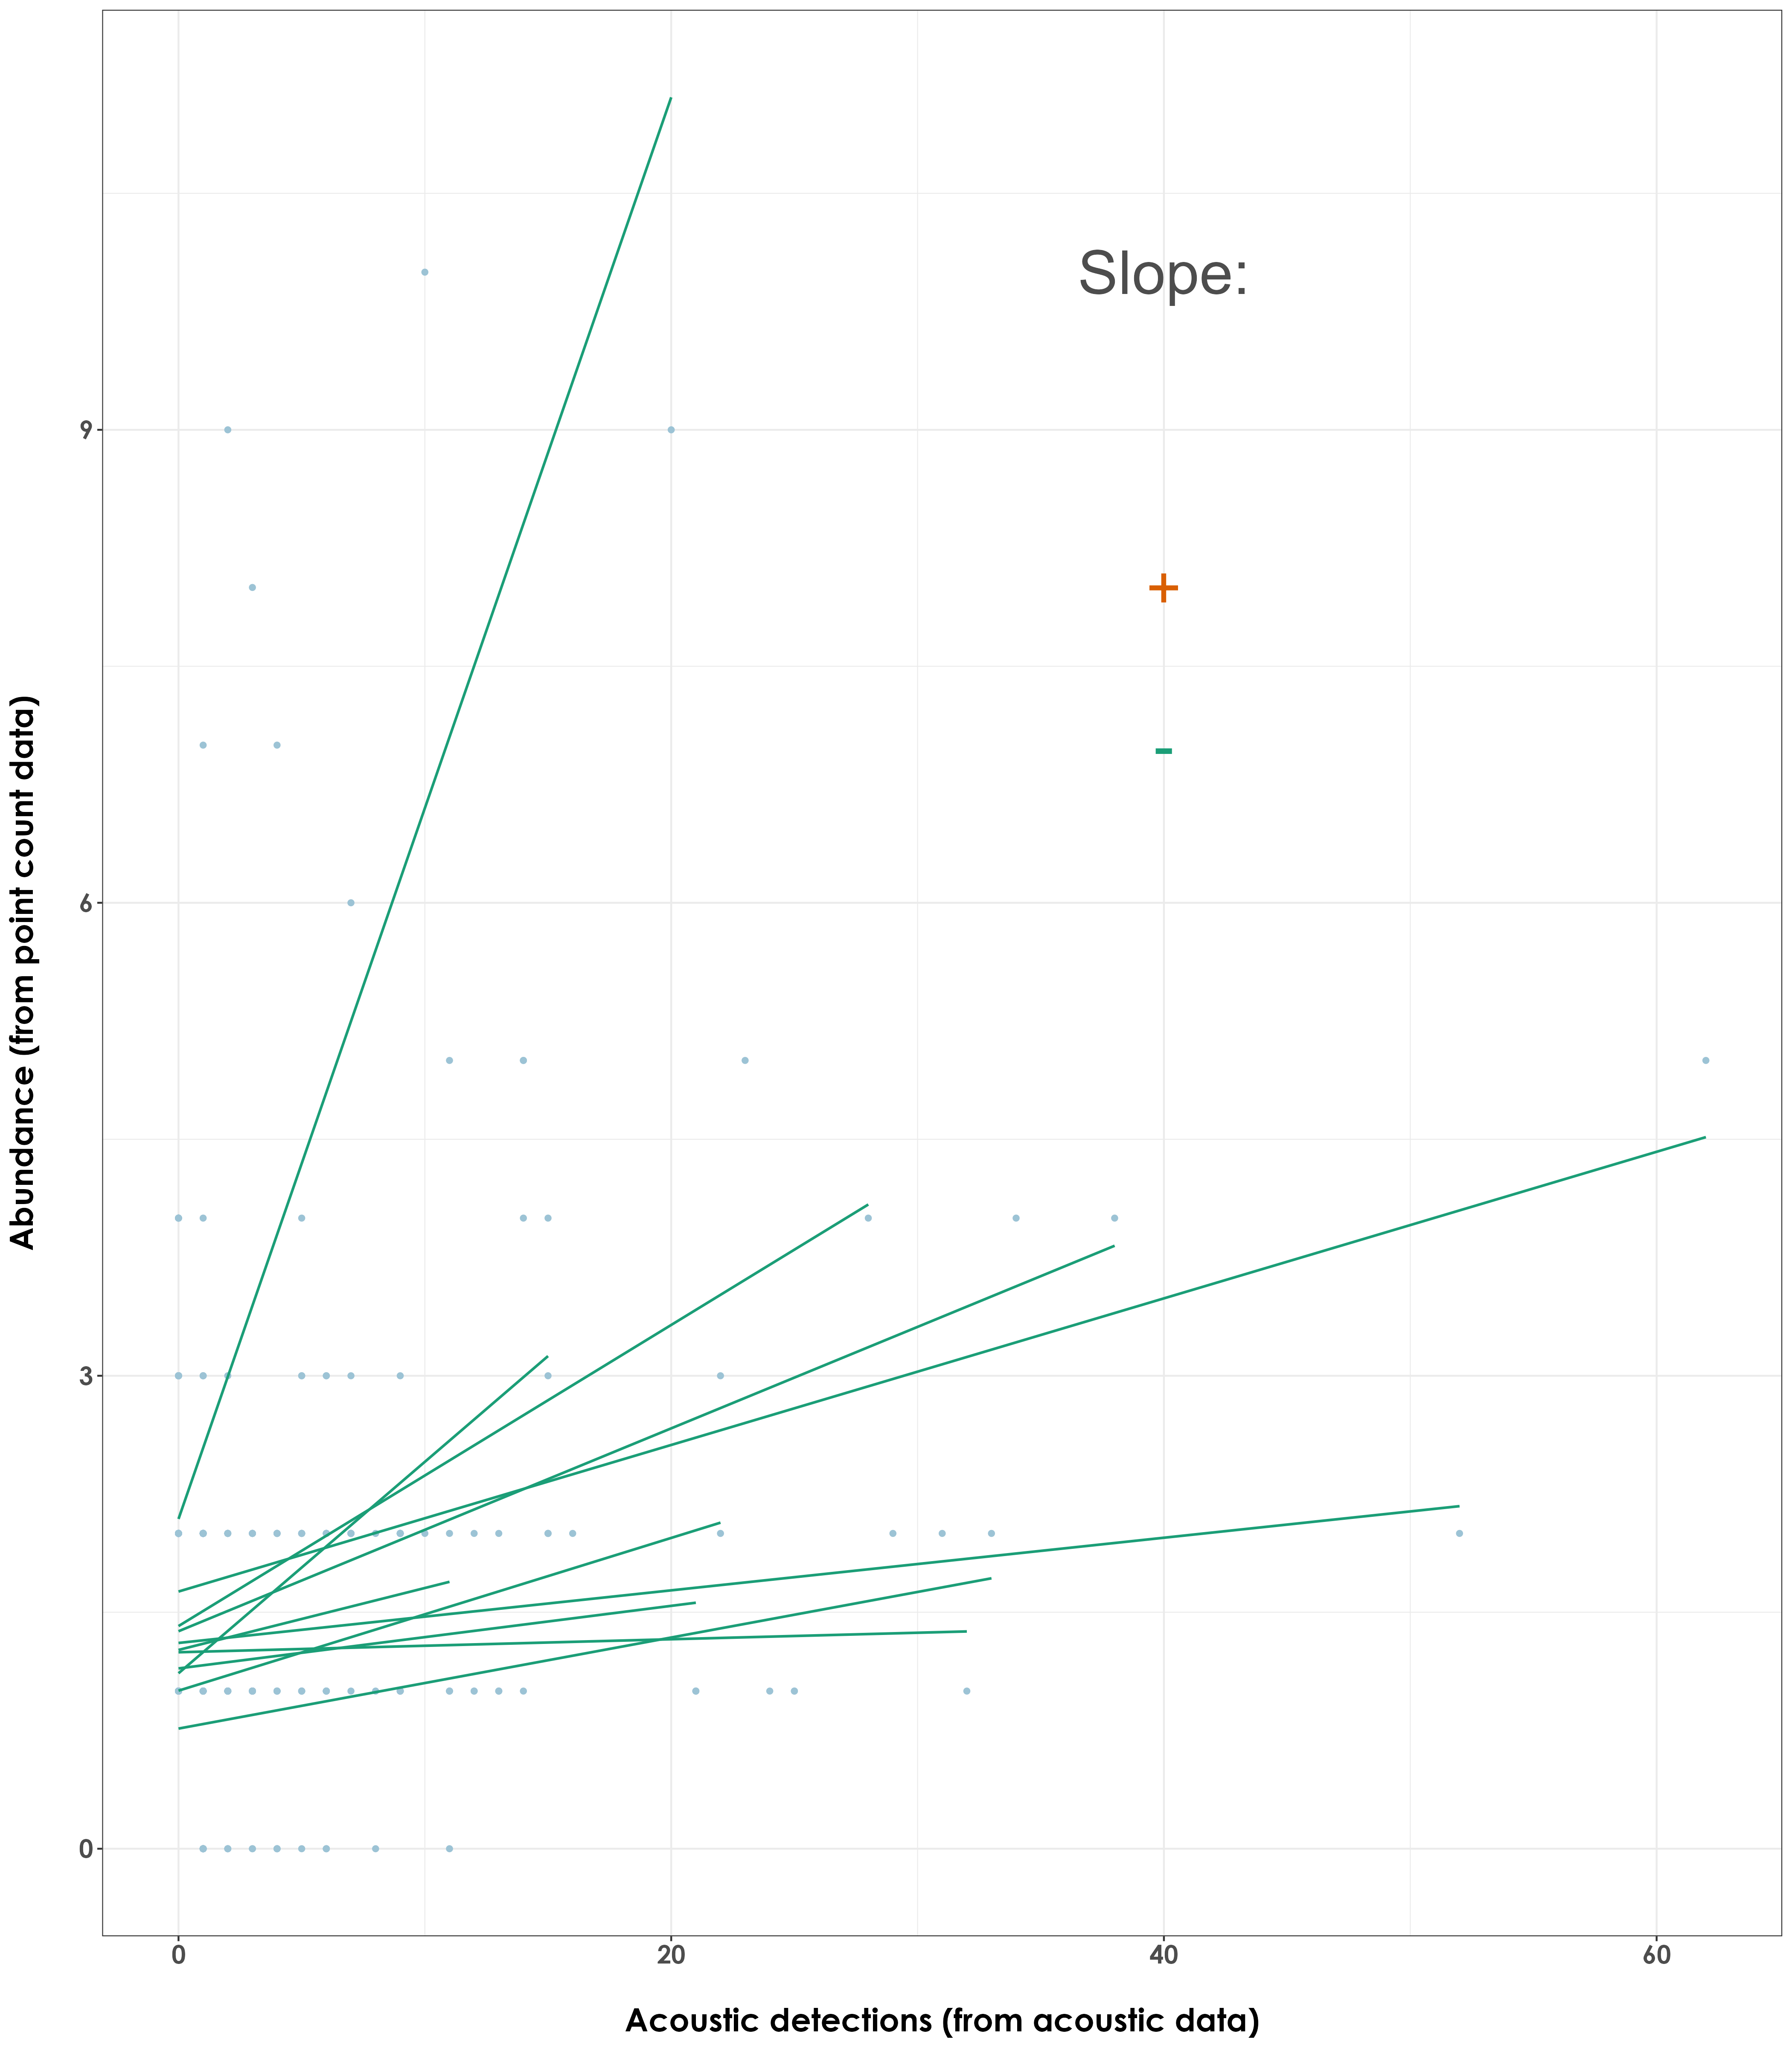 Slope:
+
-
9
6
3
0
0 20 40 60
Abundance (from point count data)
Acoustic detections (from acoustic data)